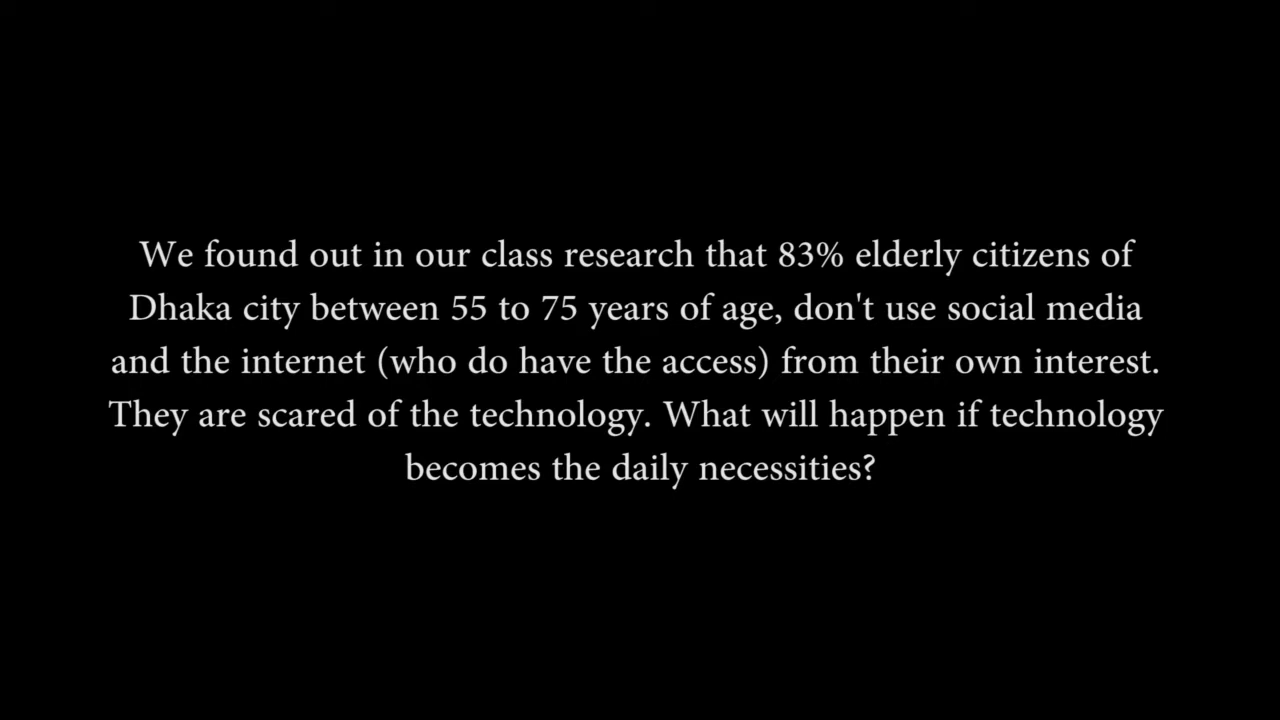 We found out in our class research that 83% elderly citizens of
Dhaka city between 55 to 75 years of age, don't use social media
and the internet (who do have the access) from their own interest.
They are scared of the technology. What will happen if technology
becomes the daily necessities?